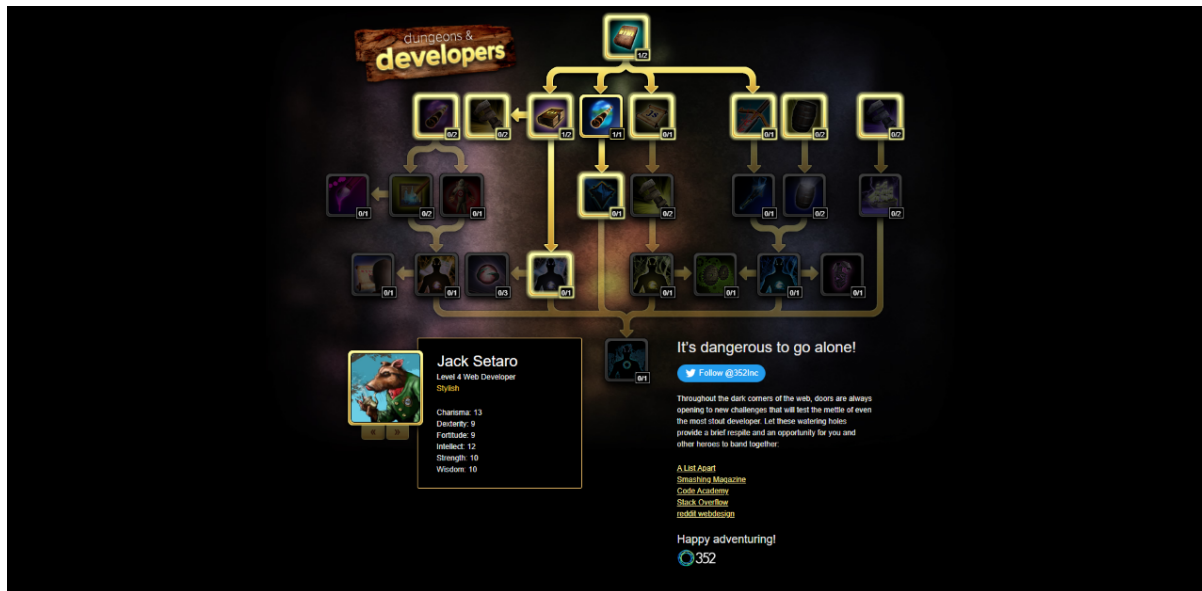 dungeons &
developers
1/2
0/2
0/2
1/2
1/1
0/1
0/1
0/2
0/2
0/1
0/2
0/1
0/1
0/2
0/1
0/2
0/2
0/1
0/1
0/3
0/1
0/1
0/1
0/1
0/1
0/1
Jack Setaro
Level 4 Web Developer
Stylish
Charisma: 13
Dexterity: 9
Fortitude: 9
Intellect: 12
Strength: 10
Wisdom: 10
It's dangerous to go alone!
Follow @352Inc
Throughout the dark corners of the web, doors are always
opening to new challenges that will test the mettle of even
the most stout developer. Let these watering holes
provide a brief respite and an opportunity for you and
other heroes to band together:
A List Apart
Smashing Magazine
Code Academy
Stack Overflow
reddit webdesign
Happy adventuring!
352